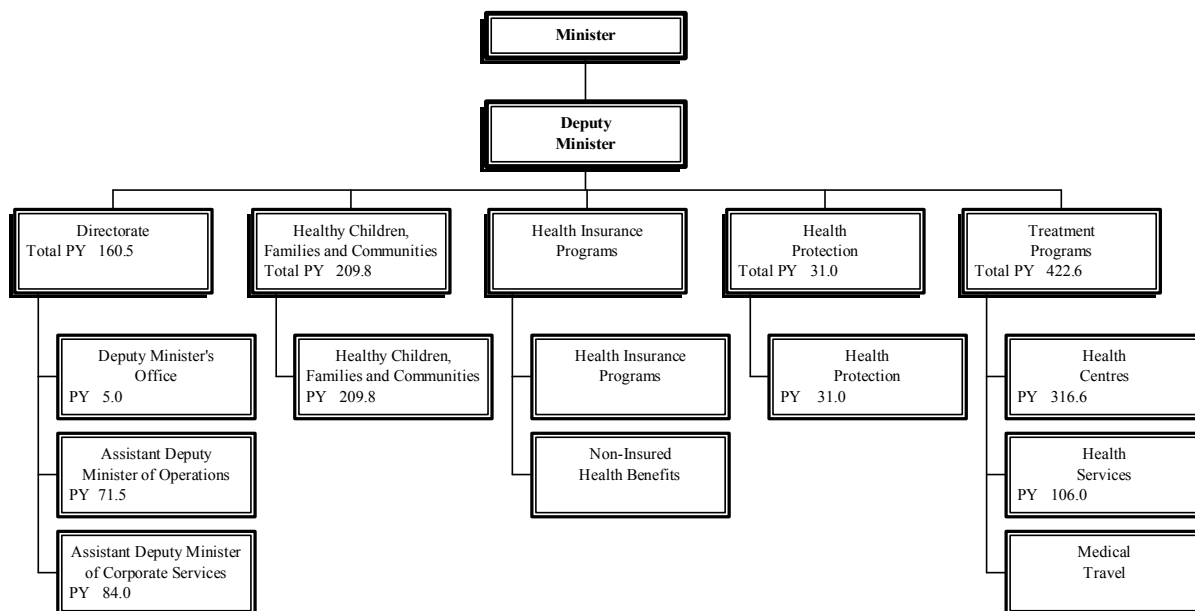 Minister
Deputy
Minister
Directorate
Total PY 160.5
Healthy Children,
Families and Communities
Total PY 209.8
Health Insurance
Programs
Health
Protection
Total PY 31.0
Treatment
Programs
Total PY 422.6
Deputy Minister's
Office
PY 5.0
Assistant Deputy
Minister of Operations
PY 71.5
Assistant Deputy Minister
of Corporate Services
PY 84.0
Healthy Children,
Families and Communities
PY 209.8
Health Insurance
Programs
Non-Insured
Health Benefits
Health
Protection
PY 31.0
Health
Centres
PY 316.6
Health
Services
PY 106.0
Medical
Travel